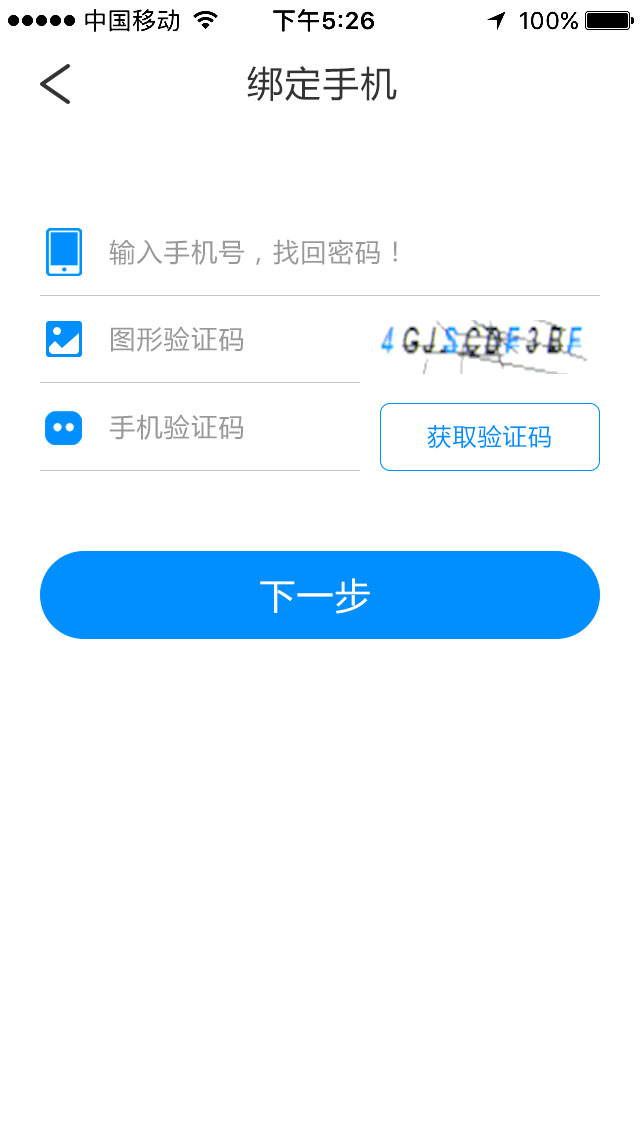 中国移动 下午5:26 100%
绑定手机
输入手机号，找回密码！
图形验证码
手机验证码 获取验证码
下一步